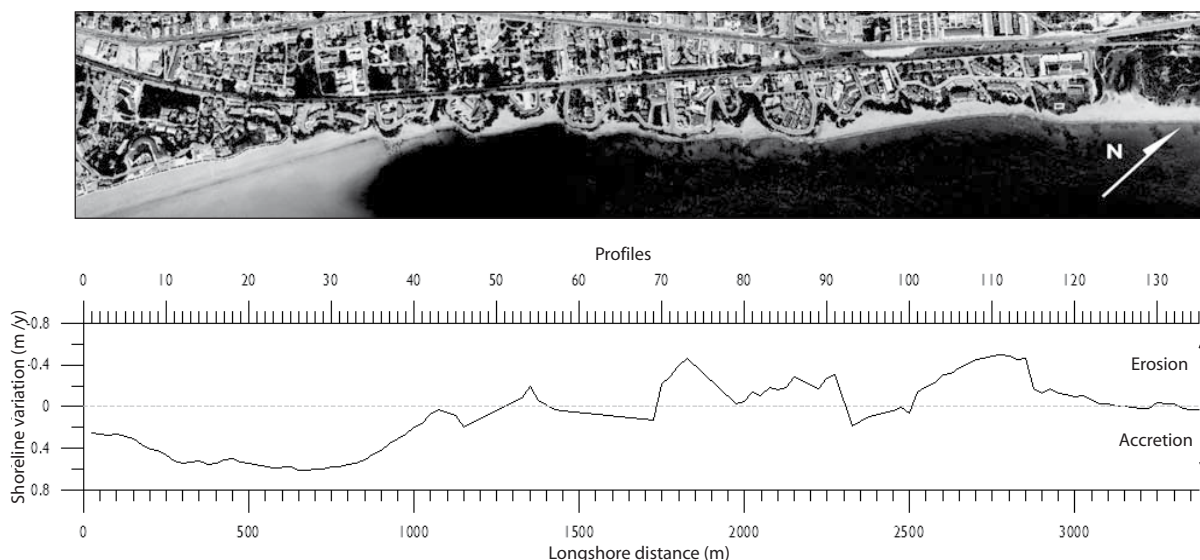 N
Profiles
0 10 20 30 40 50 60 70 80 90 100 110 120 130
Shoreline variation (m /y)
-0.8
-0.4
0
0.4
0.8
Erosion
Accretion
0 500 1000 1500 2000 2500 3000
Longshore distance (m)